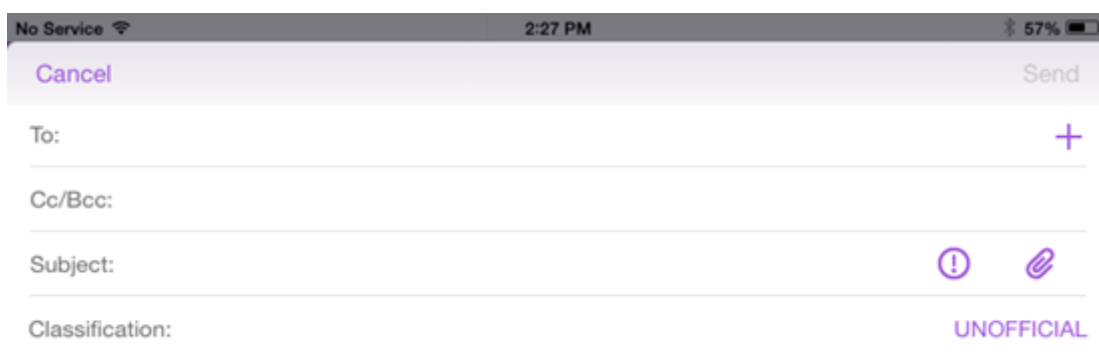 No Service 2:27 PM 57%
Cancel Send
To:
Cc/Bcc:
Subject:
Classification: UNOFFICIAL